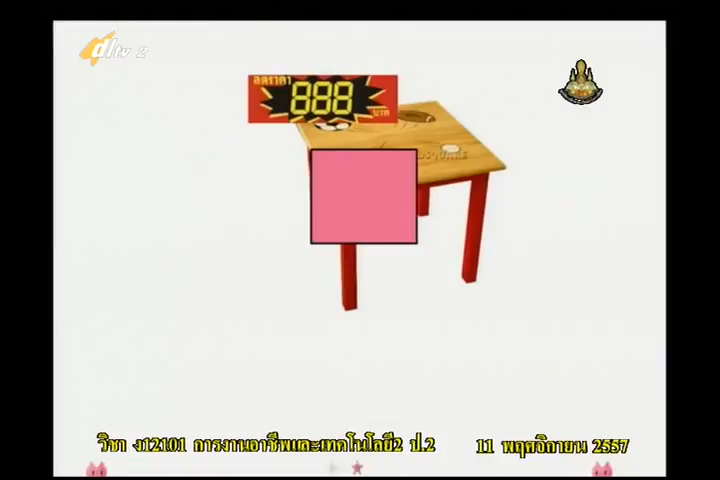 dltv 2
ลดราคา
888
บาท
SQUARE
วิชา ง12101 การงานอาชีพและเทคโนโลยี2 ป.2
11 พฤศจิกายน 2557